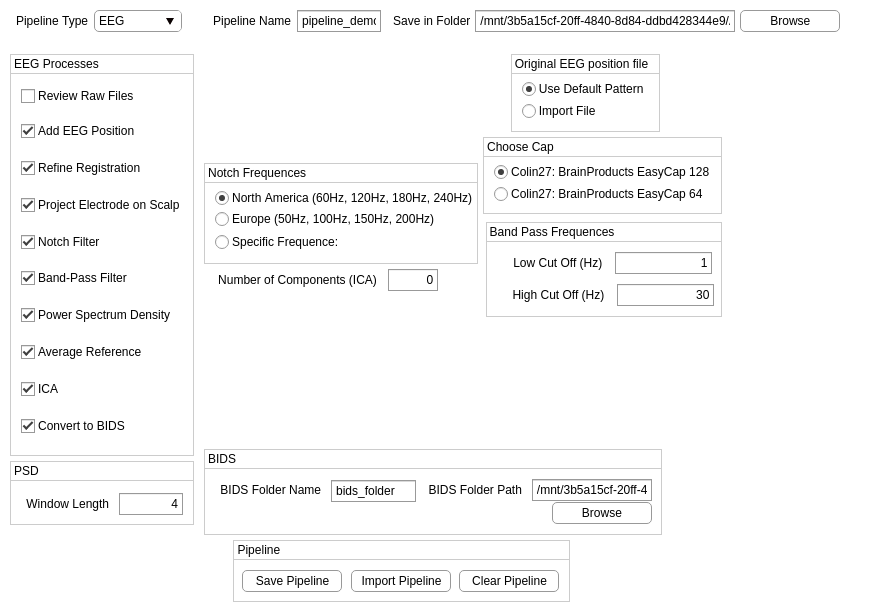 Pipeline Type EEG Pipeline Name pipeline_demo Save in Folder /mnt/3b5a15cf-20ff-4840-8d84-ddbd428344e9/. Browse
EEG Processes
Review Raw Files
Add EEG Position
Refine Registration
Project Electrode on Scalp
Notch Filter
Band-Pass Filter
Power Spectrum Density
Average Reference
ICA
Convert to BIDS
PSD
Window Length 4
Original EEG position file
Use Default Pattern
Import File
Choose Cap
Colin27: BrainProducts EasyCap 128
Colin27: BrainProducts EasyCap 64
Notch Frequences
North America (60Hz, 120Hz, 180Hz, 240Hz)
Europe (50Hz, 100Hz, 150Hz, 200Hz)
Specific Frequence:
Number of Components (ICA) 0
Band Pass Frequences
Low Cut Off (Hz) 1
High Cut Off (Hz) 30
BIDS
BIDS Folder Name bids_folder BIDS Folder Path /mnt/3b5a15cf-20ff-4
Browse
Pipeline
Save Pipeline Import Pipeline Clear Pipeline